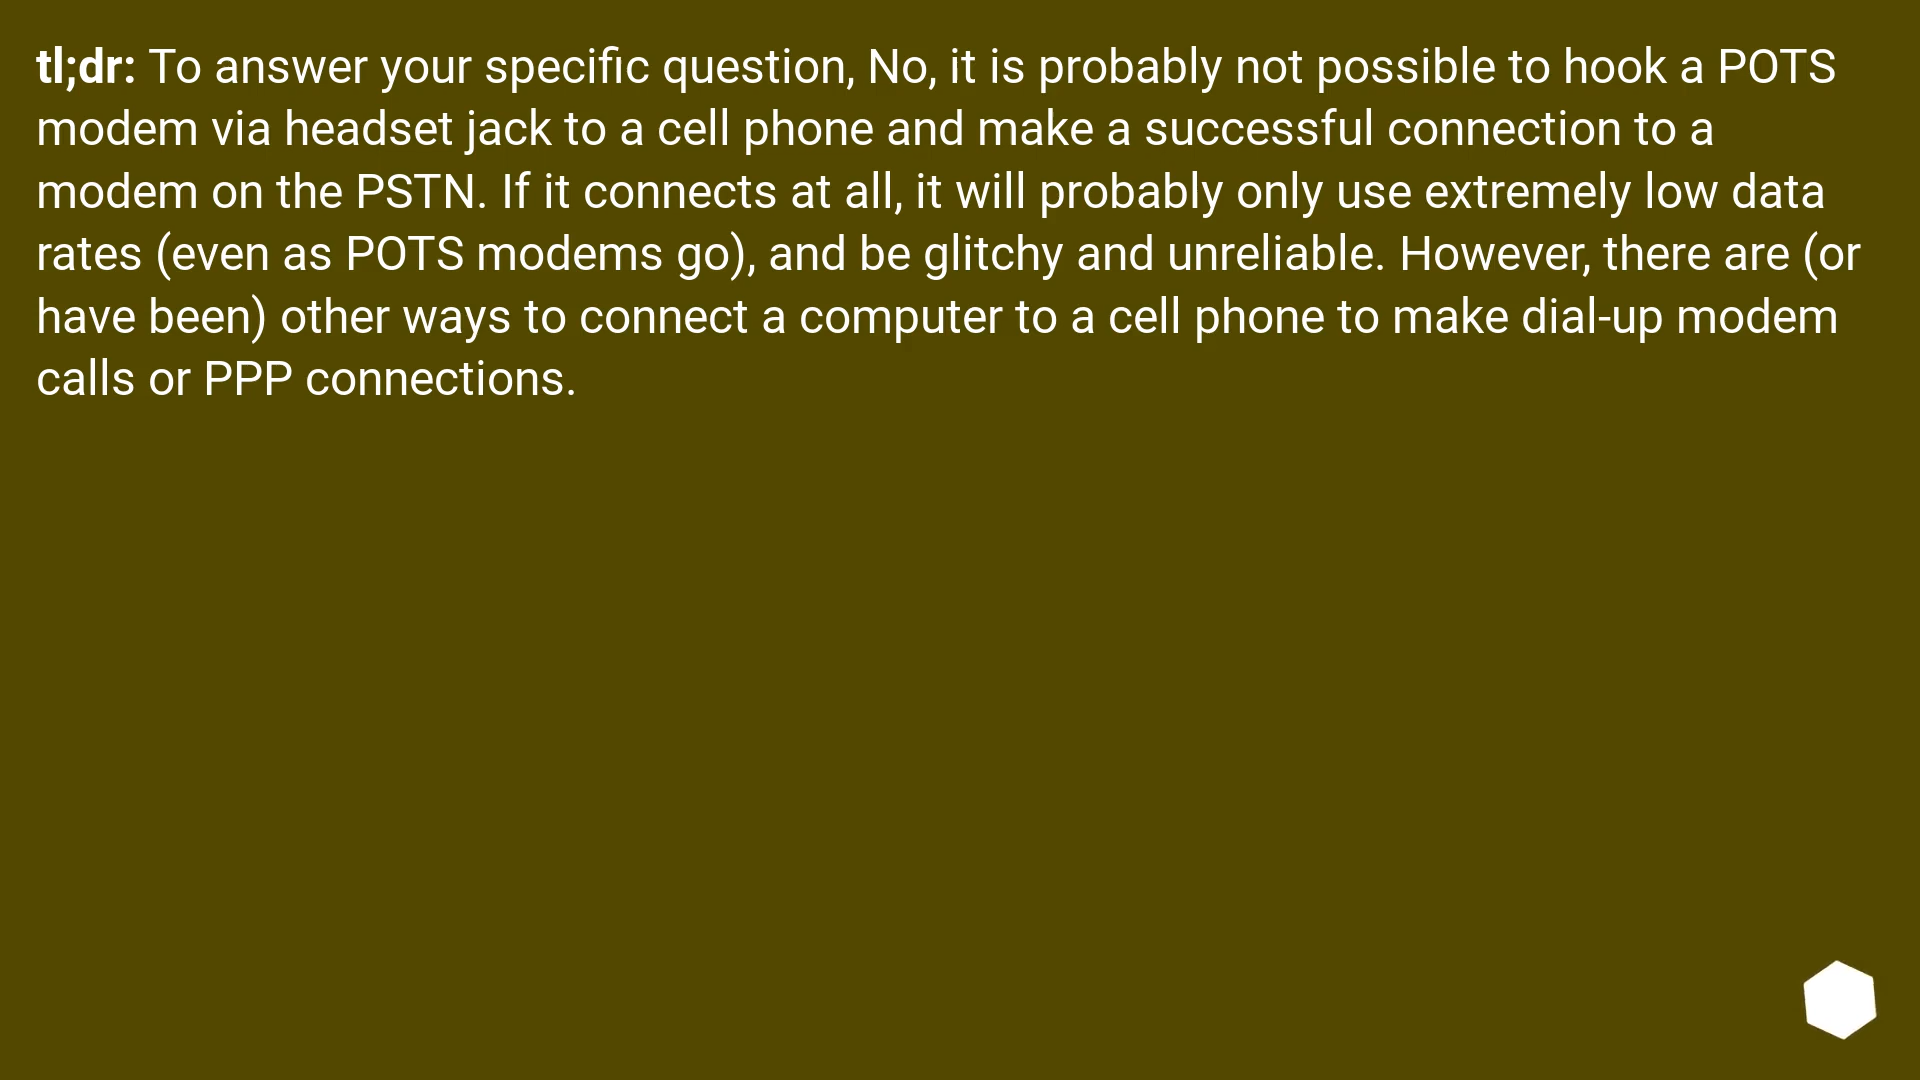 tl;dr: To answer your specific question, No, it is probably not possible to hook a POTS
modem via headset jack to a cell phone and make a successful connection to a
modem on the PSTN. If it connects at all, it will probably only use extremely low data
rates (even as POTS modems go), and be glitchy and unreliable. However, there are (or
have been) other ways to connect a computer to a cell phone to make dial-up modem
calls or PPP connections.